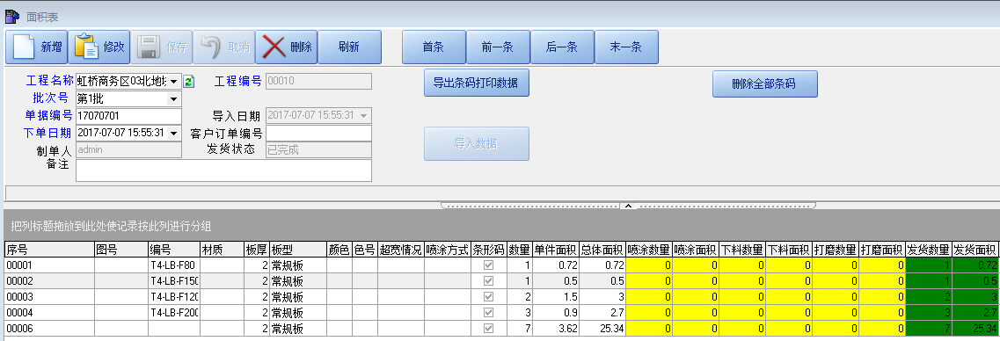 面积表
新增 修改 保存 取消 删除 刷新 首条 前一条 后一条 末一条
工程名称 虹桥商务区03北地 工程编号 00010 导出条码打印数据 删除全部条码
批次号 第1批
单据编号 17070701 导入日期 2017-07-07 15:55:31
下单日期 2017-07-07 15:55:31 客户订单编号 导入数据
制单人 admin 发货状态 已完成
备注
把列标题拖放到此处使记录按此列进行分组
序号 图号 编号 材质 板厚 板型 颜色 色号 超宽情况 喷涂方式 条形码 数量 单件面积 总体面积 喷涂数量 喷涂面积 下料数量 下料面积 打磨数量 打磨面积 发货数量 发货面积
00001 T4-LB-F80 2 常规板 1 0.72 0.72 0 0 0 0 0 0 1 0.72
00002 T4-LB-F150 2 常规板 1 0.5 0.5 0 0 0 0 0 0 1 0.5
00003 T4-LB-F120 2 常规板 2 1.5 3 0 0 0 0 0 0 2 3
00004 T4-LB-F200 2 常规板 3 0.9 2.7 0 0 0 0 0 0 3 2.7
00006 2 常规板 7 3.62 25.34 0 0 0 0 0 0 7 25.34